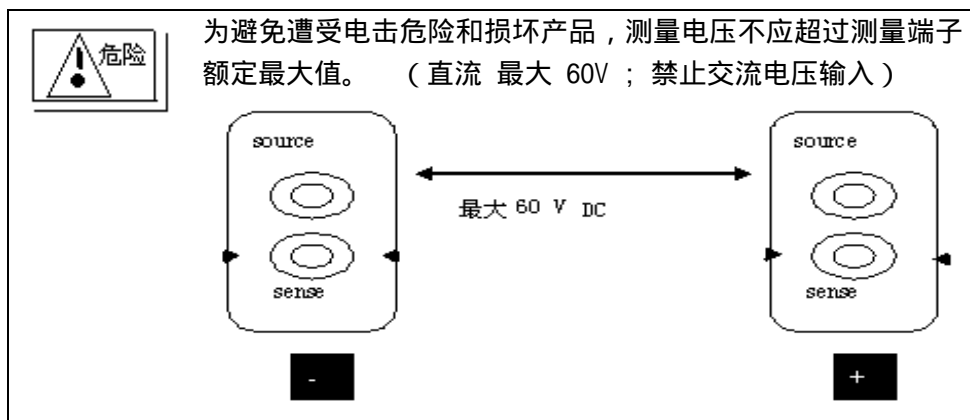 危险
为避免遭受电击危险和损坏产品，测量电压不应超过测量端子
额定最大值。 （直流 最大 60V ；禁止交流电压输入）
source
source
最大 60 V DC
sense
sense
-
+